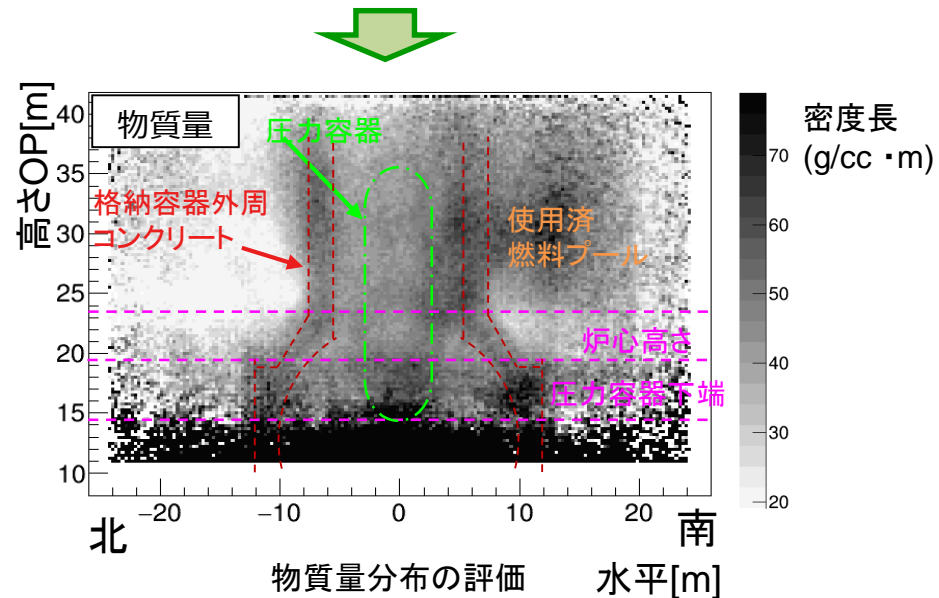 物質量
圧力容器
格納容器外周
コンクリート
使用済
燃料プール
炉心高さ
圧力容器下端
高さOP[m]
40
35
30
25
20
15
10
−20
−10
0
10
20
北
南
物質量分布の評価
水平[m]
密度長
(g/cc・m)
70
60
50
40
30
20